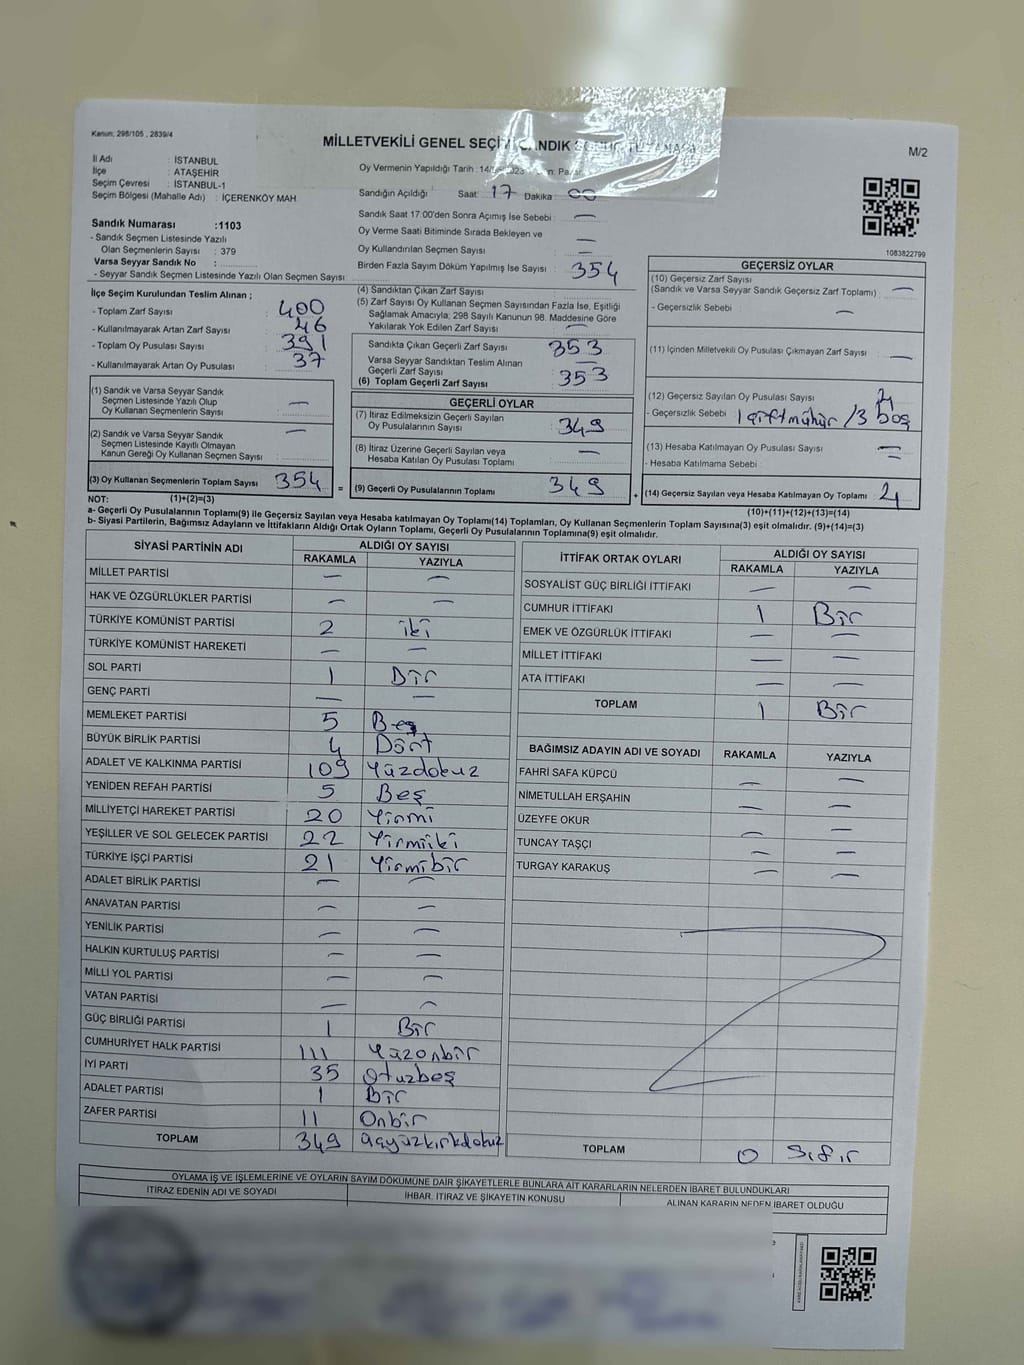 Kanun; 298/105 , 2839/4
MİLLETVEKİLİ GENEL SEÇİ SANDIK SONUÇ TUTANAĞI
M/2
İl Adı : İSTANBUL
İlçe : ATAŞEHİR
Seçim Çevresi : İSTANBUL-1
Seçim Bölgesi (Mahalle Adı) : İÇERENKÖY MAH
Sandık Numarası :1103
- Sandık Seçmen Listesinde Yazılı
Olan Seçmenlerin Sayısı : 379
Varsa Seyyar Sandık No :
- Seyyar Sandık Seçmen Listesinde Yazılı Olan Seçmen Sayısı
Oy Vermenin Yapıldığı Tarih : Pazar
Sandığın Açıldığı Saat: 17 Dakika 00
Sandık Saat 17:00'den Sonra Açımış İse Sebebi : —
Oy Verme Saati Bitiminde Sırada Bekleyen ve
Oy Kullandırılan Seçmen Sayısı —
Birden Fazla Sayım Döküm Yapılmış İse Sayısı —
1083822799
İlçe Seçim Kurulundan Teslim Alınan ;
- Toplam Zarf Sayısı : 400
- Kullanılmayarak Artan Zarf Sayısı : 46
- Toplam Oy Pusulası Sayısı : 391
- Kullanılmayarak Artan Oy Pusulası : 37
(1) Sandık ve Varsa Seyyar Sandık
Seçmen Listesinde Yazılı Olup
Oy Kullanan Seçmenlerin Sayısı : —
(2) Sandık ve Varsa Seyyar Sandık
Seçmen Listesinde Kayıtlı Olmayan
Kanun Gereği Oy Kullanan Seçmen Sayısı : —
(3) Oy Kullanan Seçmenlerin Toplam Sayısı 354
(4) Sandıktan Çıkan Zarf Sayısı : 354
(5) Zarf Sayısı Oy Kullanan Seçmen Sayısından Fazla İse, Eşitliği
Sağlamak Amacıyla; 298 Sayılı Kanunun 98. Maddesine Göre
Yakılarak Yok Edilen Zarf Sayısı : —
Sandıkta Çıkan Geçerli Zarf Sayısı 353
Varsa Seyyar Sandıktan Teslim Alınan
Geçerli Zarf Sayısı : —
(6) Toplam Geçerli Zarf Sayısı 353
GEÇERLİ OYLAR
(7) İtiraz Edilmeksizin Geçerli Sayılan
Oy Pusulalarının Sayısı : 349
(8) İtiraz Üzerine Geçerli Sayılan veya
Hesaba Katılan Oy Pusulası Toplamı : —
= (9) Geçerli Oy Pusulalarının Toplamı 349
GEÇERSİZ OYLAR
(10) Geçersiz Zarf Sayısı
(Sandık ve Varsa Seyyar Sandık Geçersiz Zarf Toplamı) : —
- Geçersizlik Sebebi : —
(11) İçinden Milletvekili Oy Pusulası Çıkmayan Zarf Sayısı : —
(12) Geçersiz Sayılan Oy Pusulası Sayısı : 4
- Geçersizlik Sebebi : 1 çift mühür /3 boş
(13) Hesaba Katılmayan Oy Pusulası Sayısı : —
- Hesaba Katılmama Sebebi : —
+ (14) Geçersiz Sayılan veya Hesaba Katılmayan Oy Toplamı 4
NOT: (1)+(2)=(3)
(10)+(11)+(12)+(13)=(14)
a- Geçerli Oy Pusulalarının Toplamı(9) ile Geçersiz Sayılan veya Hesaba Katılmayan Oy Toplamı(14) Toplamları, Oy Kullanan Seçmenlerin Toplam Sayısına(3) eşit olmalıdır. (9)+(14)=(3)
b- Siyasi Partilerin, Bağımsız Adayların ve İttifakların Aldığı Ortak Oyların Toplamı, Geçerli Oy Pusulalarının Toplamına(9) eşit olmalıdır.
SİYASİ PARTİNİN ADI ALDIĞI OY SAYISI
RAKAMLA YAZIYLA
MİLLET PARTİSİ — —
HAK VE ÖZGÜRLÜKLER PARTİSİ — —
TÜRKİYE KOMÜNİST PARTİSİ 2 iki
TÜRKİYE KOMÜNİST HAREKETİ — —
SOL PARTİ 1 Bir
GENÇ PARTİ — —
MEMLEKET PARTİSİ 5 Beş
BÜYÜK BİRLİK PARTİSİ 4 Dört
ADALET VE KALKINMA PARTİSİ 109 Yüzdokuz
YENİDEN REFAH PARTİSİ 5 Beş
MİLLİYETÇİ HAREKET PARTİSİ 20 Yirmi
YEŞİLLER VE SOL GELECEK PARTİSİ 22 Yirmiiki
TÜRKİYE İŞÇİ PARTİSİ 21 Yirmibir
ADALET BİRLİK PARTİSİ — —
ANAVATAN PARTİSİ — —
YENİLİK PARTİSİ — —
HALKIN KURTULUŞ PARTİSİ — —
MİLLİ YOL PARTİSİ — —
VATAN PARTİSİ — —
GÜÇ BİRLİĞİ PARTİSİ 1 Bir
CUMHURİYET HALK PARTİSİ 111 Yüzonbir
İYİ PARTİ 35 Otuzbeş
ADALET PARTİSİ 1 Bir
ZAFER PARTİSİ 11 Onbir
TOPLAM 349 üçyüzkırkdokuz
İTTİFAK ORTAK OYLARI ALDIĞI OY SAYISI
RAKAMLA YAZIYLA
SOSYALİST GÜÇ BİRLİĞİ İTTİFAKI — —
CUMHUR İTTİFAKI 1 Bir
EMEK VE ÖZGÜRLÜK İTTİFAKI — —
MİLLET İTTİFAKI — —
ATA İTTİFAKI — —
TOPLAM 1 Bir
BAĞIMSIZ ADAYIN ADI VE SOYADI RAKAMLA YAZIYLA
FAHRİ SAFA KÜPCÜ — —
NİMETULLAH ERŞAHİN — —
ÜZEYFE OKUR — —
TUNCAY TAŞÇI — —
TURGAY KARAKUŞ — —
TOPLAM 0 Sıfır
OYLAMA İŞ VE İŞLEMLERİNE VE OYLARIN SAYIM DÖKÜMÜNE DAİR ŞİKAYETLERLE BUNLARA AİT KARARLARIN NELERDEN İBARET BULUNDUKLARI
İTİRAZ EDENİN ADI VE SOYADI İHBAR, İTİRAZ VE ŞİKAYETİN KONUSU ALINAN KARARIN NEDEN İBARET OLDUĞU